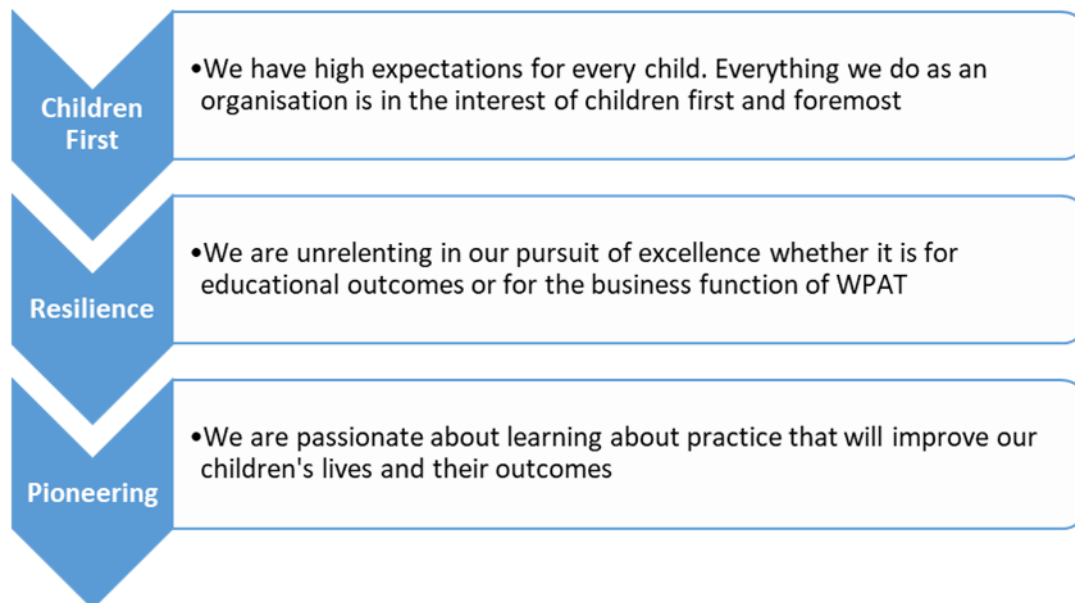 Children
First
•We have high expectations for every child. Everything we do as an
organisation is in the interest of children first and foremost
Resilience
•We are unrelenting in our pursuit of excellence whether it is for
educational outcomes or for the business function of WPAT
Pioneering
•We are passionate about learning about practice that will improve our
children's lives and their outcomes